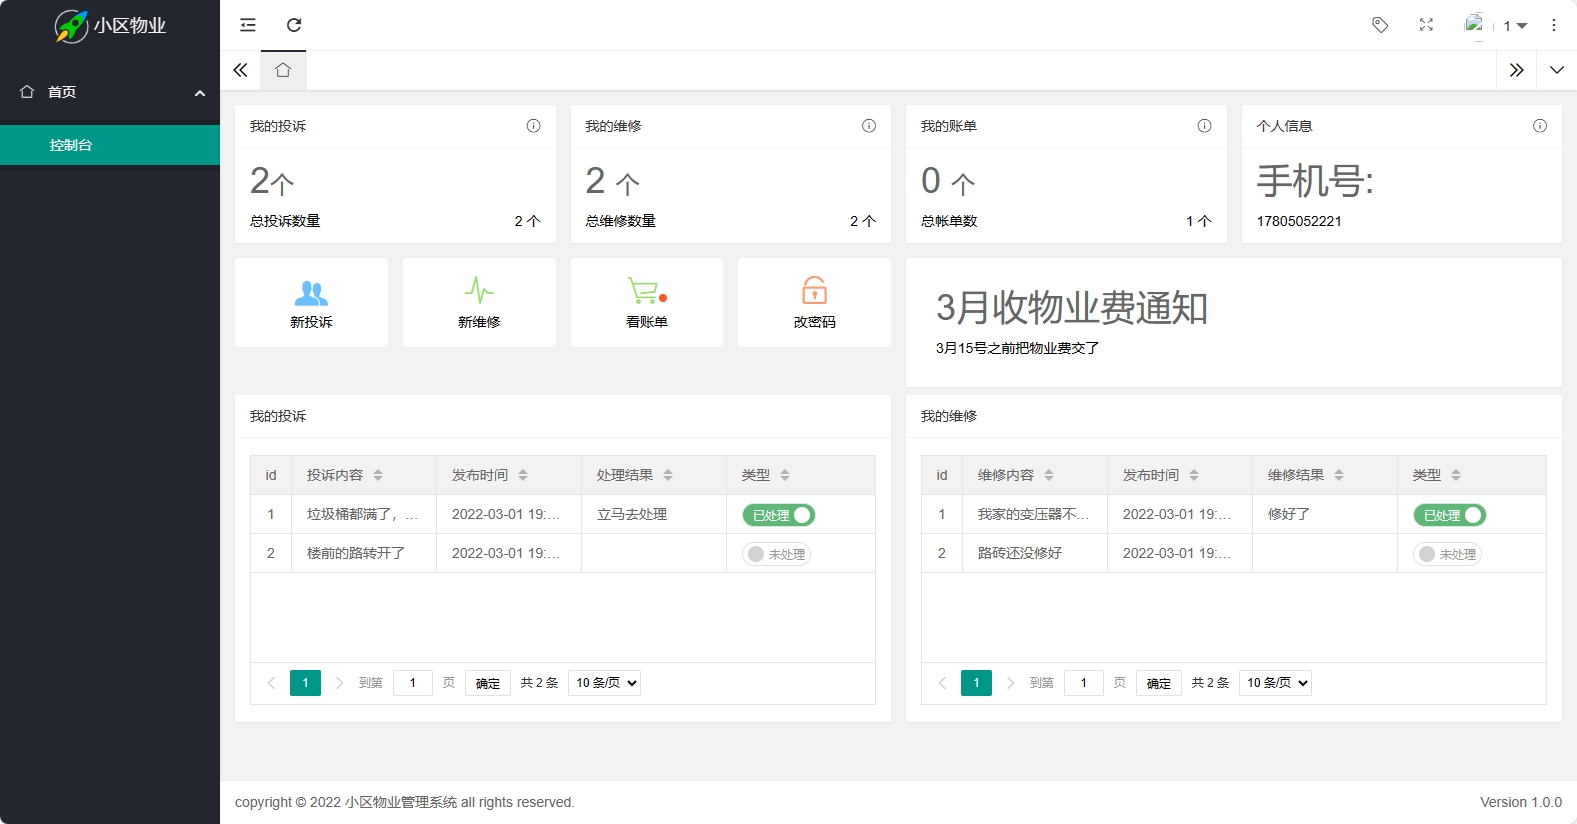 小区物业
1
首页
控制台
我的投诉
我的维修
我的账单
个人信息
2个
2 个
0 个
手机号:
总投诉数量 2 个
总维修数量 2 个
总帐单数 1 个
17805052221
新投诉
新维修
看账单
改密码
3月收物业费通知
3月15号之前把物业费交了
我的投诉
id 投诉内容 发布时间 处理结果 类型
1 垃圾桶都满了，... 2022-03-01 19:... 立马去处理 已处理
2 楼前的路转开了 2022-03-01 19:... 未处理
1 到第 1 页 确定 共 2 条 10 条/页
我的维修
id 维修内容 发布时间 维修结果 类型
1 我家的变压器不... 2022-03-01 19:... 修好了 已处理
2 路砖还没修好 2022-03-01 19:... 未处理
1 到第 1 页 确定 共 2 条 10 条/页
copyright © 2022 小区物业管理系统 all rights reserved.
Version 1.0.0